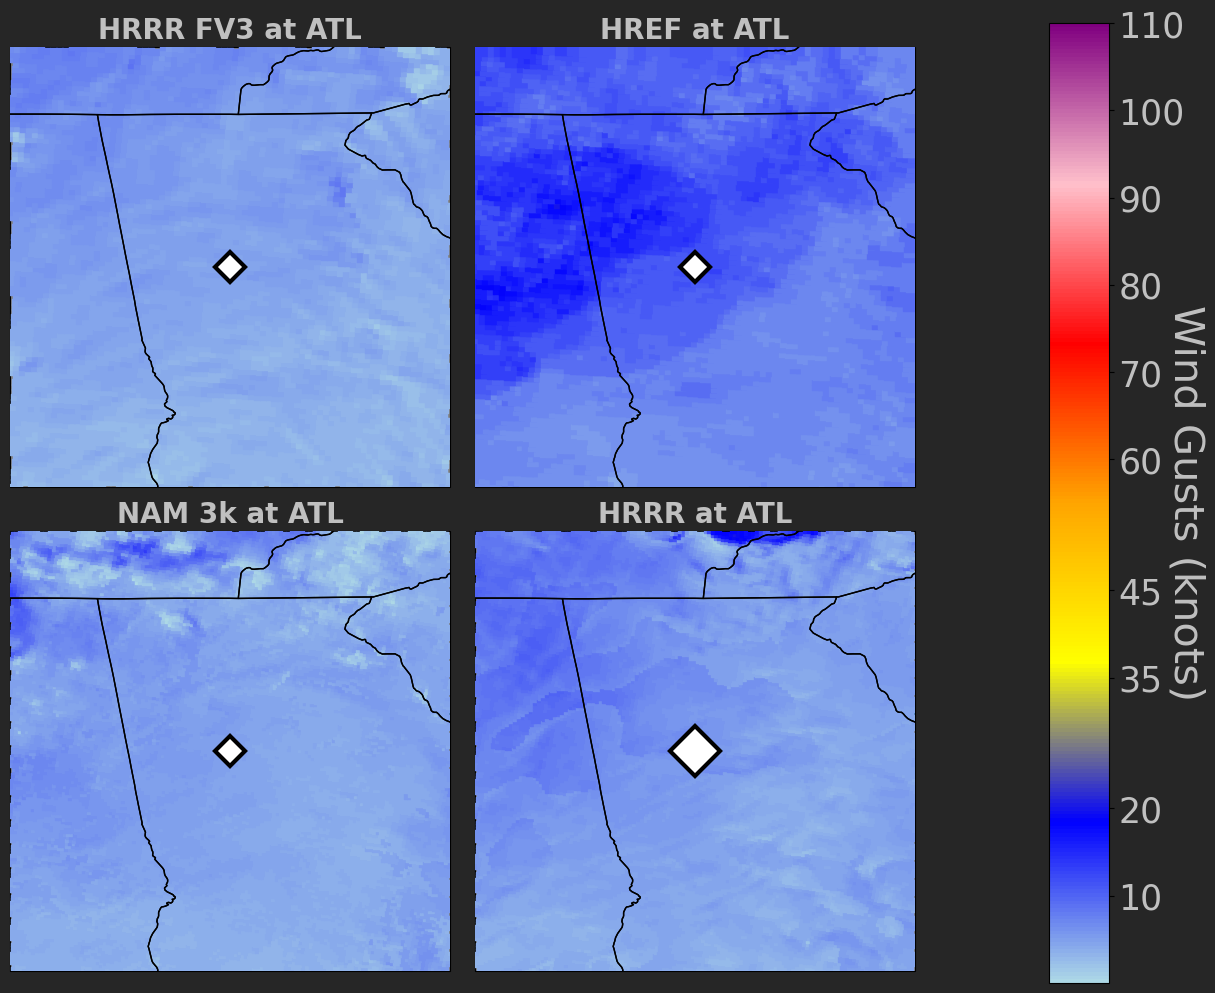 HRRR FV3 at ATL
HREF at ATL
NAM 3k at ATL
HRRR at ATL
110
100
90
80
70
60
45
35
20
10
Wind Gusts (knots)